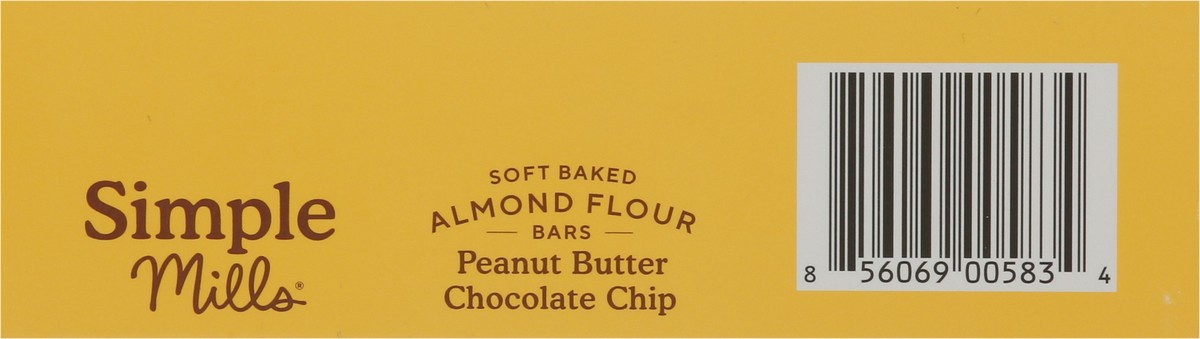 Simple
Mills®
SOFT BAKED
ALMOND FLOUR
BARS
Peanut Butter
Chocolate Chip
8 56069 00583 4